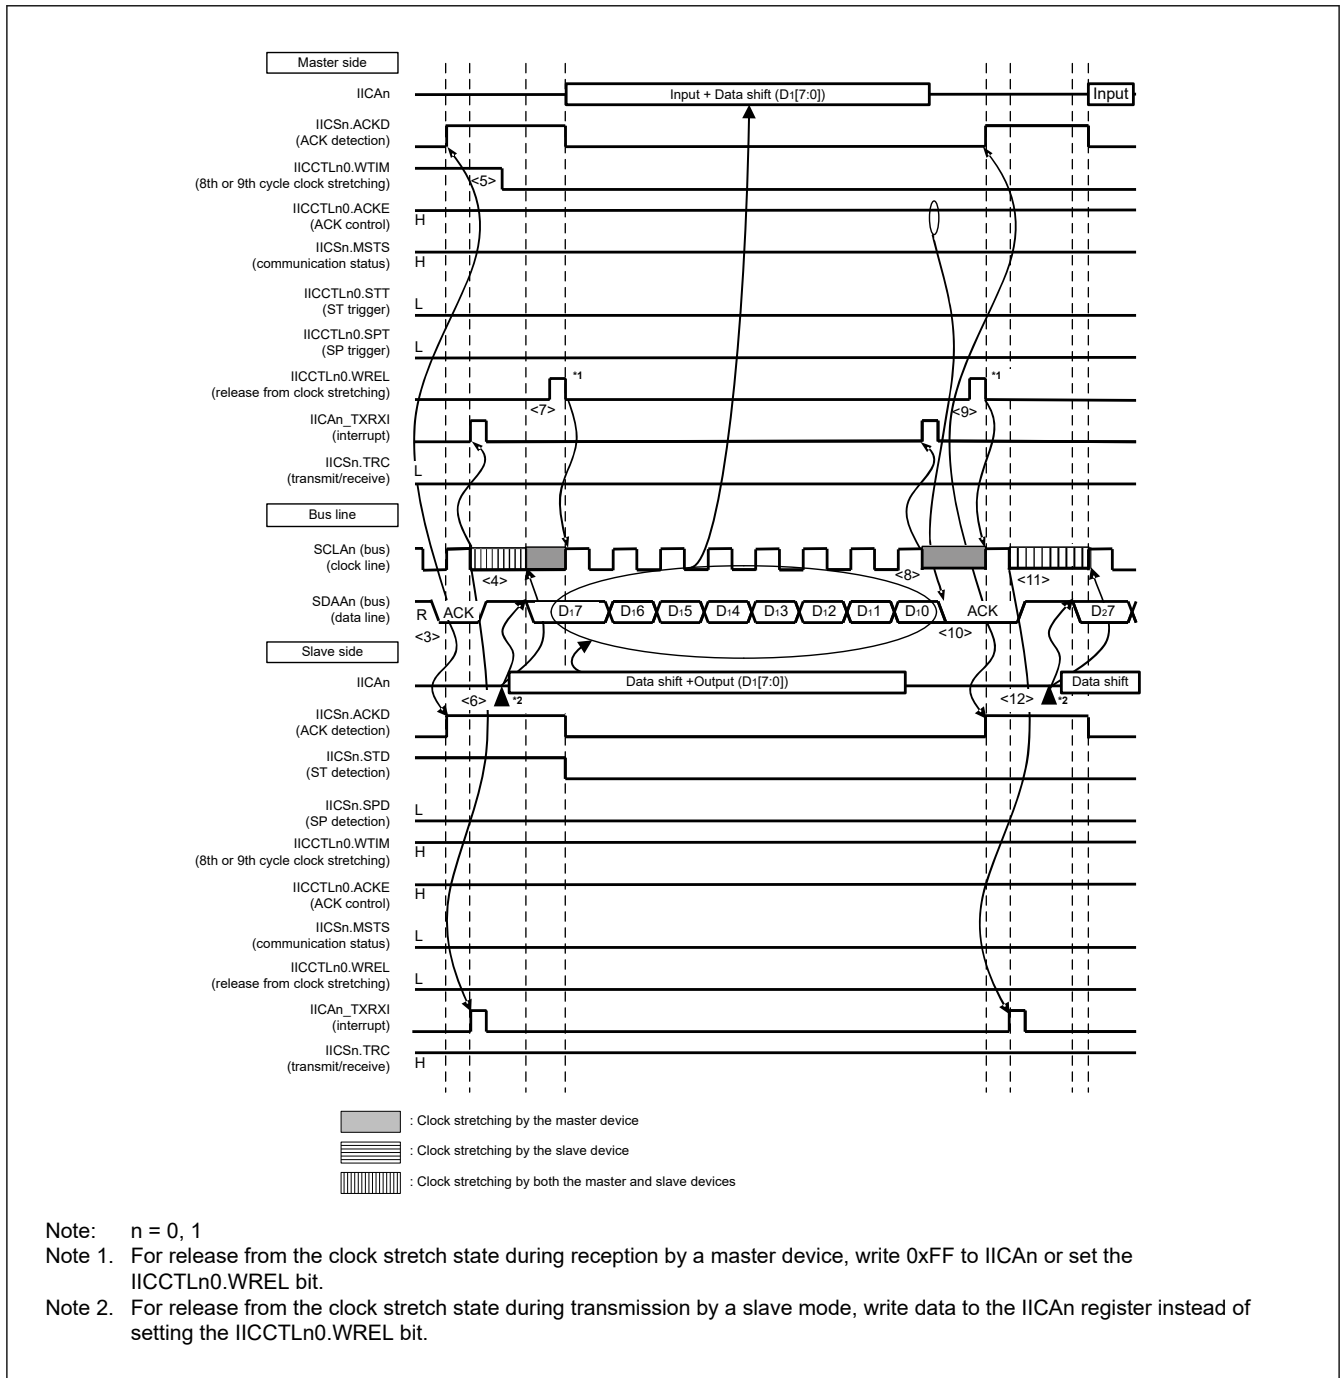 Master side
IICAn
Input + Data shift (D1[7:0])
Input
IICSn.ACKD
(ACK detection)
IICCTLn0.WTIM
(8th or 9th cycle clock stretching)
<5>
IICCTLn0.ACKE
(ACK control)
H
IICSn.MSTS
(communication status)
H
IICCTLn0.STT
(ST trigger)
L
IICCTLn0.SPT
(SP trigger)
L
IICCTLn0.WREL
(release from clock stretching)
*1
*1
<7>
<9>
IICAn_TXRXI
(interrupt)
IICSn.TRC
(transmit/receive)
L
Bus line
SCLAn (bus)
(clock line)
<4>
<8>
<11>
SDAAn (bus)
(data line)
R
ACK
D17
D16
D15
D14
D13
D12
D11
D10
ACK
D27
<3>
<10>
Slave side
IICAn
Data shift +Output (D1[7:0])
Data shift
<6>
*2
<12>
*2
IICSn.ACKD
(ACK detection)
IICSn.STD
(ST detection)
IICSn.SPD
(SP detection)
L
IICCTLn0.WTIM
(8th or 9th cycle clock stretching)
H
IICCTLn0.ACKE
(ACK control)
H
IICSn.MSTS
(communication status)
L
IICCTLn0.WREL
(release from clock stretching)
L
IICAn_TXRXI
(interrupt)
IICSn.TRC
(transmit/receive)
H
: Clock stretching by the master device
: Clock stretching by the slave device
: Clock stretching by both the master and slave devices
Note: n = 0, 1
Note 1. For release from the clock stretch state during reception by a master device, write 0xFF to IICAn or set the
IICCTLn0.WREL bit.
Note 2. For release from the clock stretch state during transmission by a slave mode, write data to the IICAn register instead of
setting the IICCTLn0.WREL bit.